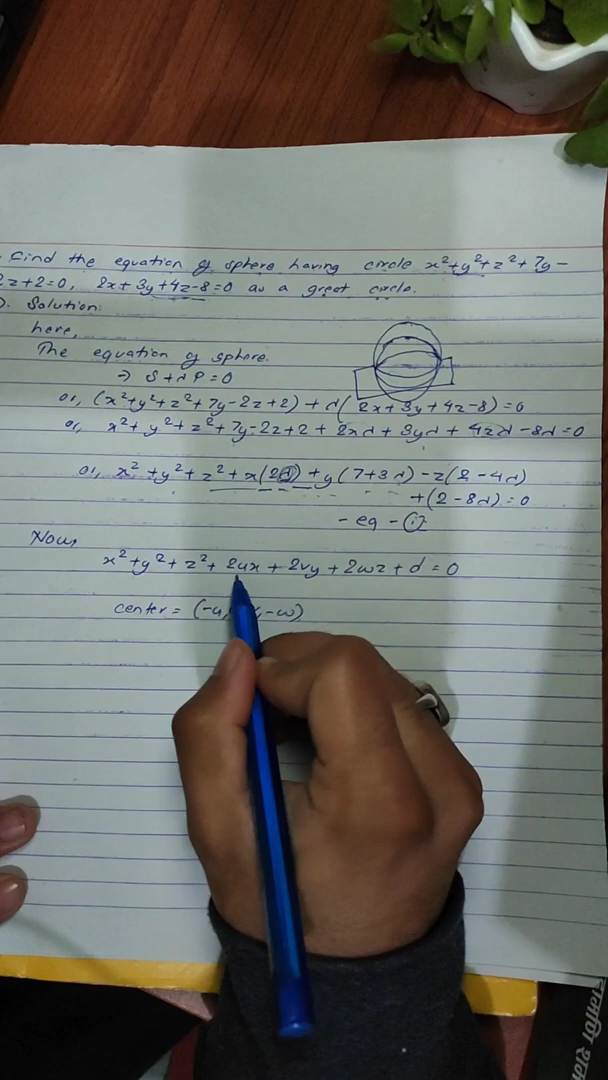 Find the equation of sphere having circle x²+y²+z²+7y-
2z+2=0, 2x+3y+4z-8=0 as a great circle.
Solution:
here,
The equation of sphere.
⇒ S+λP=0
or, (x²+y²+z²+7y-2z+2)+λ(2x+3y+4z-8)=0
or, x²+y²+z²+7y-2z+2+2xλ+3yλ+4zλ-8λ=0
or, x²+y²+z²+x(2λ)+y(7+3λ)-z(2-4λ)
+(2-8λ)=0
- eq - (i)
Now,
x²+y²+z²+2ux+2vy+2wz+d=0
center = (-u, ,-w)